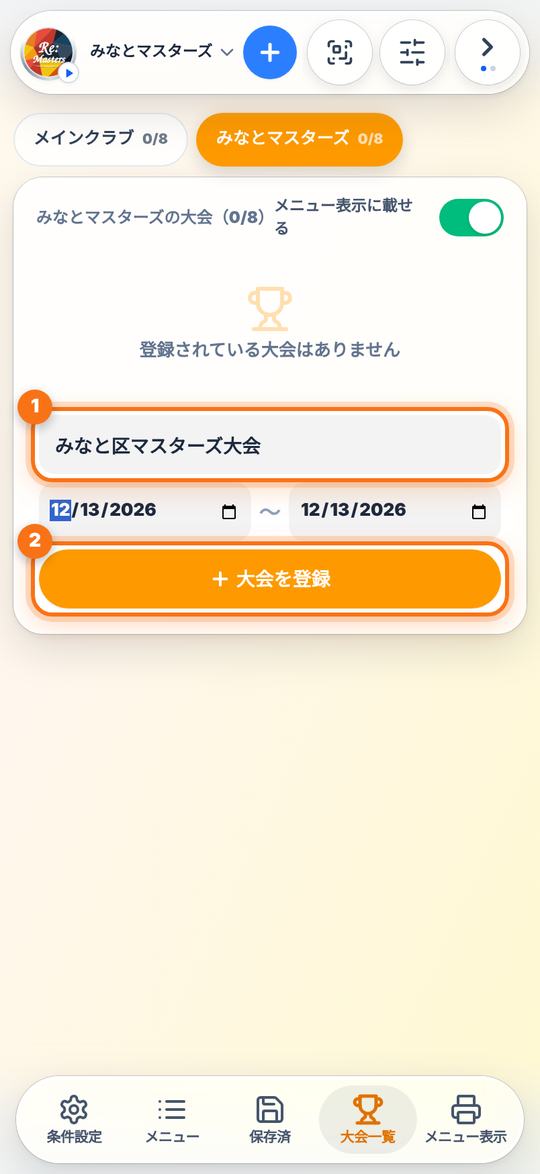 Re:
Masters
みなとマスターズ
メインクラブ 0/8
みなとマスターズ 0/8
みなとマスターズの大会（0/8）
メニュー表示に載せ
る
登録されている大会はありません
1
みなと区マスターズ大会
12/13/2026 〜 12/13/2026
2
＋ 大会を登録
条件設定
メニュー
保存済
大会一覧
メニュー表示